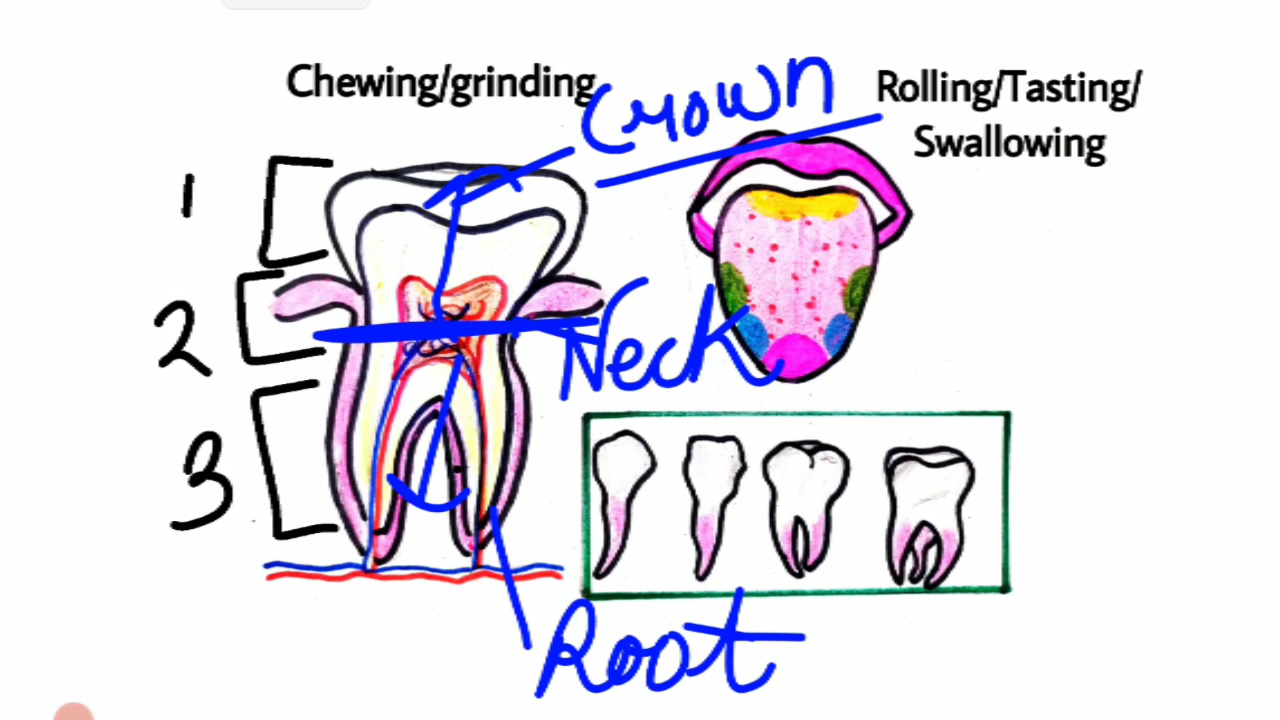 Chewing/grinding
Crown
Rolling/Tasting/
Swallowing
1
2
Neck
3
Root